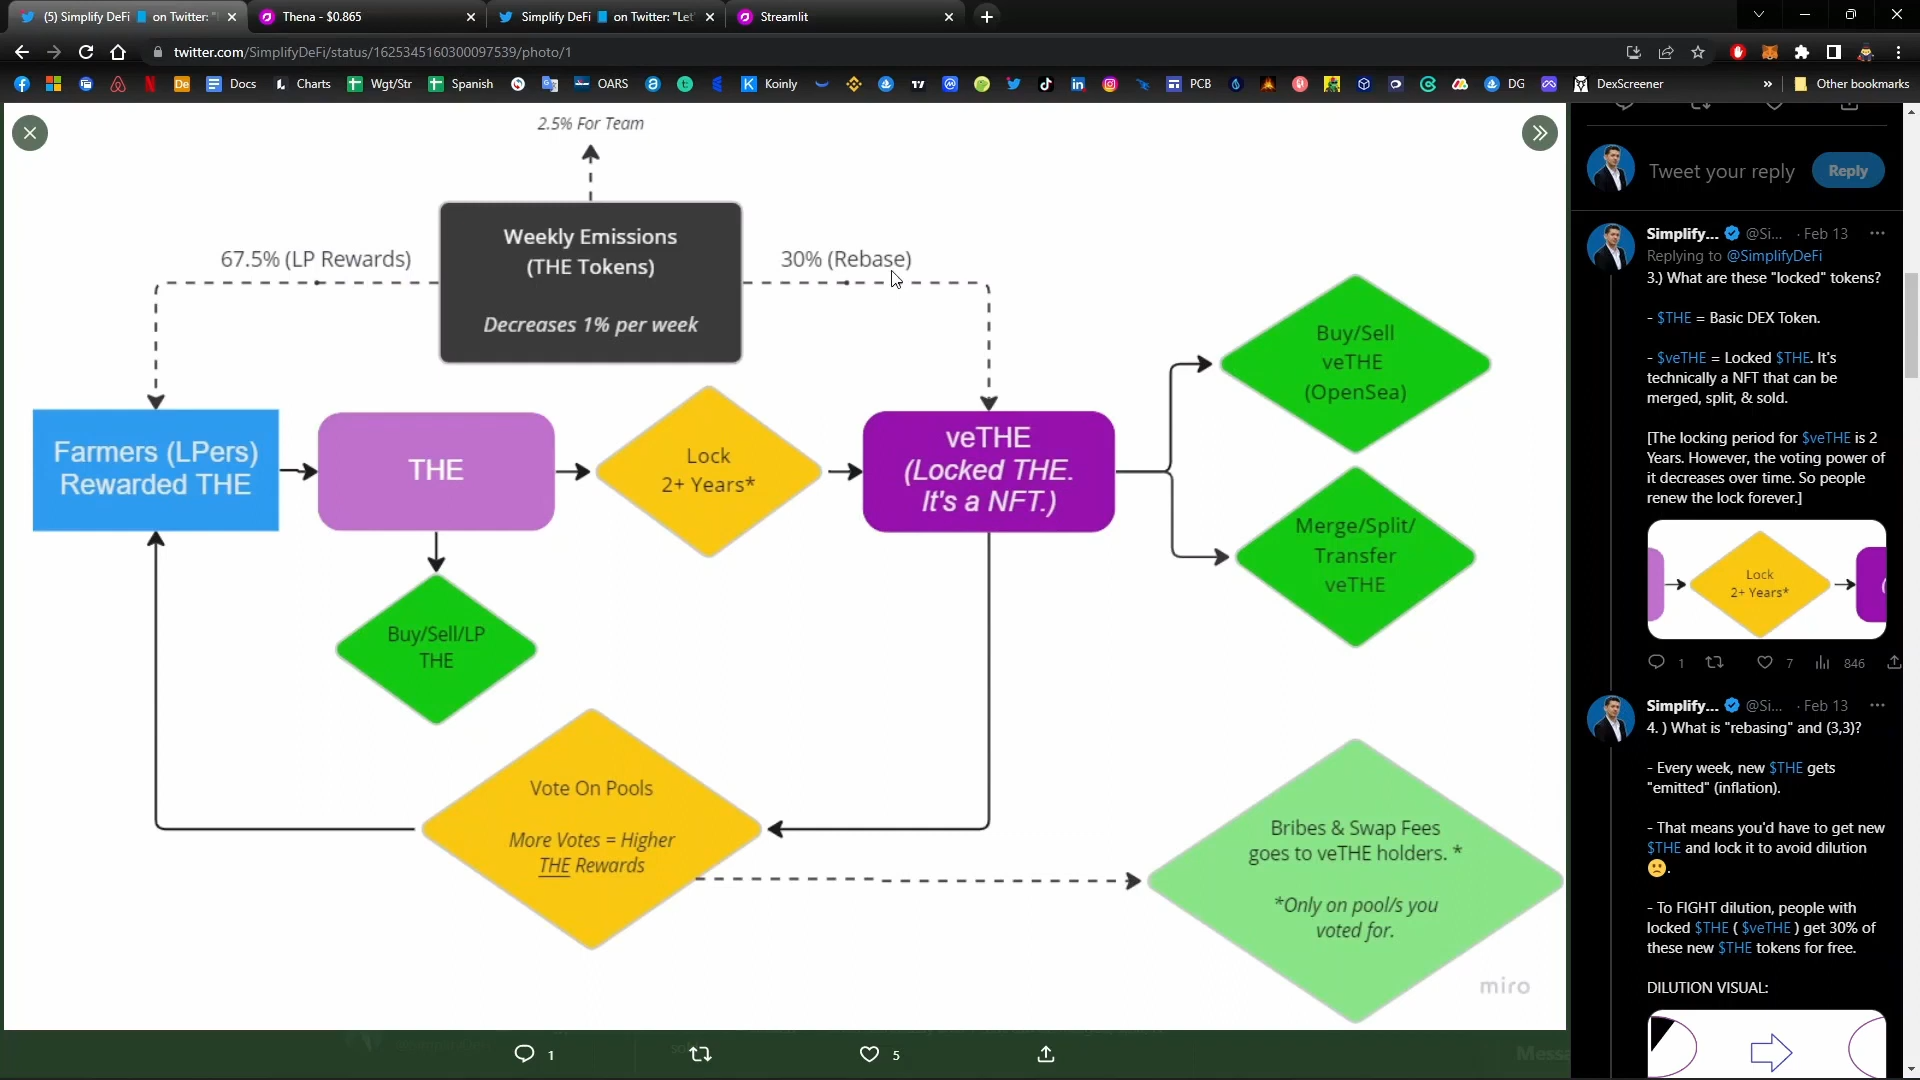 (5) Simplify DeFi 📘 on Twitter: "
Thena - $0.865
Simplify DeFi 📘 on Twitter: "Let'
Streamlit
twitter.com/SimplifyDeFi/status/1625345160300097539/photo/1
Docs
Charts
Wgt/Str
Spanish
OARS
Koinly
PCB
DG
DexScreener
»
Other bookmarks
2.5% For Team
Weekly Emissions
(THE Tokens)
Decreases 1% per week
67.5% (LP Rewards)
30% (Rebase)
Farmers (LPers)
Rewarded THE
THE
Lock
2+ Years*
veTHE
(Locked THE.
It's a NFT.)
Buy/Sell
veTHE
(OpenSea)
Merge/Split/
Transfer
veTHE
Buy/Sell/LP
THE
Vote On Pools
More Votes = Higher
THE Rewards
Bribes & Swap Fees
goes to veTHE holders. *
*Only on pool/s you
voted for.
miro
1
5
Tweet your reply
Reply
Simplify... @Si... · Feb 13
Replying to @SimplifyDeFi
3.) What are these "locked" tokens?
- $THE = Basic DEX Token.
- $veTHE = Locked $THE. It's
technically a NFT that can be
merged, split, & sold.
[The locking period for $veTHE is 2
Years. However, the voting power of
it decreases over time. So people
renew the lock forever.]
Lock
2+ Years*
1
7
846
Simplify... @Si... · Feb 13
4. ) What is "rebasing" and (3,3)?
- Every week, new $THE gets
"emitted" (inflation).
- That means you'd have to get new
$THE and lock it to avoid dilution
🙁.
- To FIGHT dilution, people with
locked $THE ( $veTHE ) get 30% of
these new $THE tokens for free.
DILUTION VISUAL: